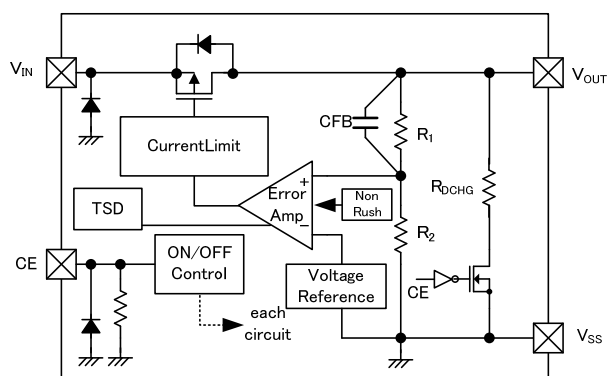 VIN
VOUT
CurrentLimit
CFB
R1
RDCHG
TSD
Error
Amp
+
−
Non
Rush
R2
CE
ON/OFF
Control
Voltage
Reference
CE
each
circuit
VSS